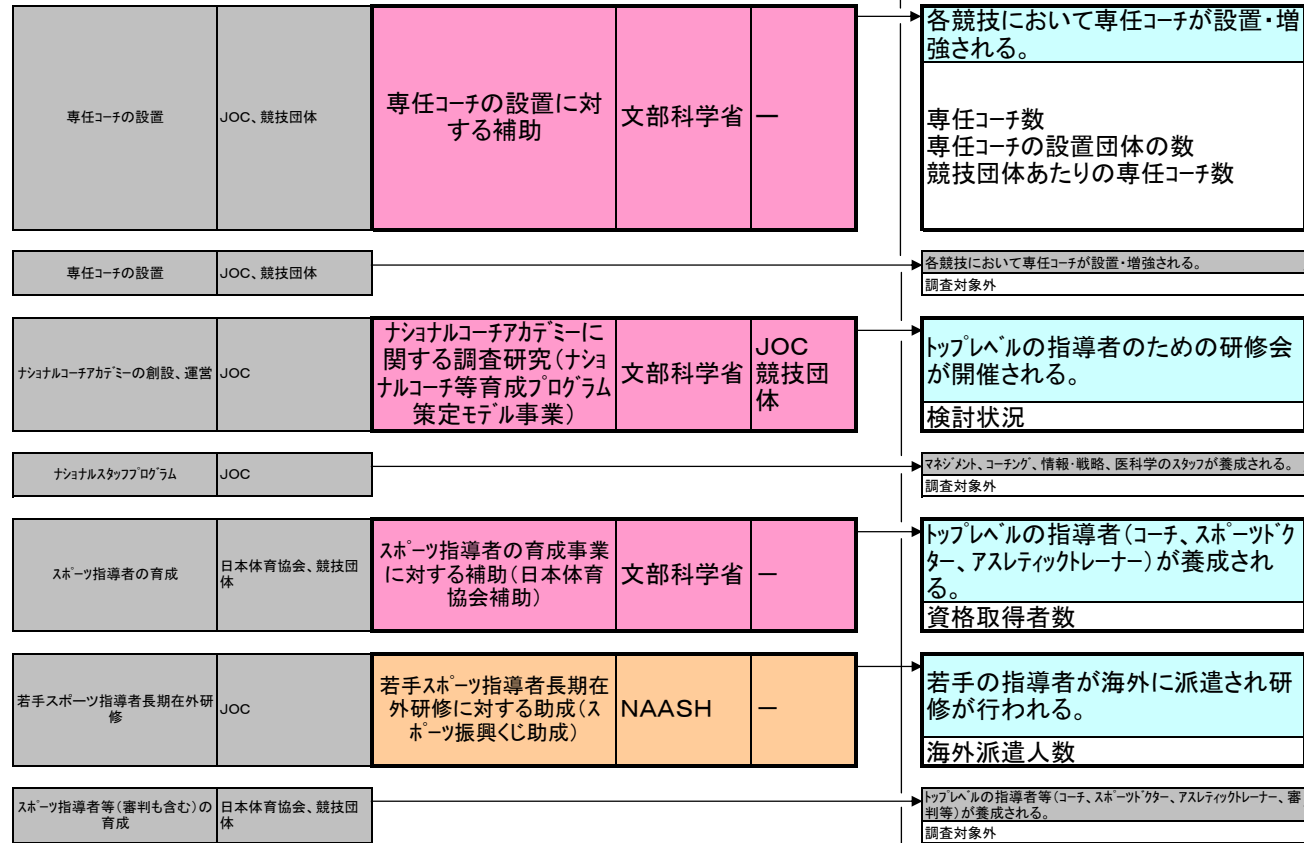 専任コーチの設置
JOC、競技団体
専任コーチの設置に対
する補助
文部科学省
―
各競技において専任コーチが設置・増
強される。
専任コーチ数
専任コーチの設置団体の数
競技団体あたりの専任コーチ数
専任コーチの設置
JOC、競技団体
各競技において専任コーチが設置・増強される。
調査対象外
ナショナルコーチアカデミーの創設、運営
JOC
ナショナルコーチアカデミーに
関する調査研究(ナショ
ナルコーチ等育成プログラム
策定モデル事業)
文部科学省
JOC
競技団
体
トップレベルの指導者のための研修会
が開催される。
検討状況
ナショナルスタッフプログラム
JOC
マネジメント、コーチング、情報・戦略、医科学のスタッフが養成される。
調査対象外
スポーツ指導者の育成
日本体育協会、競技団
体
スポーツ指導者の育成事業
に対する補助(日本体育
協会補助)
文部科学省
―
トップレベルの指導者(コーチ、スポーツドク
ター、アスレティックトレーナー)が養成され
る。
資格取得者数
若手スポーツ指導者長期在外研
修
JOC
若手スポーツ指導者長期在
外研修に対する助成(ス
ポーツ振興くじ助成)
NAASH
―
若手の指導者が海外に派遣され研
修が行われる。
海外派遣人数
スポーツ指導者等(審判も含む)の
育成
日本体育協会、競技団
体
トップレベルの指導者等(コーチ、スポーツドクター、アスレティックトレーナー、審
判等)が養成される。
調査対象外